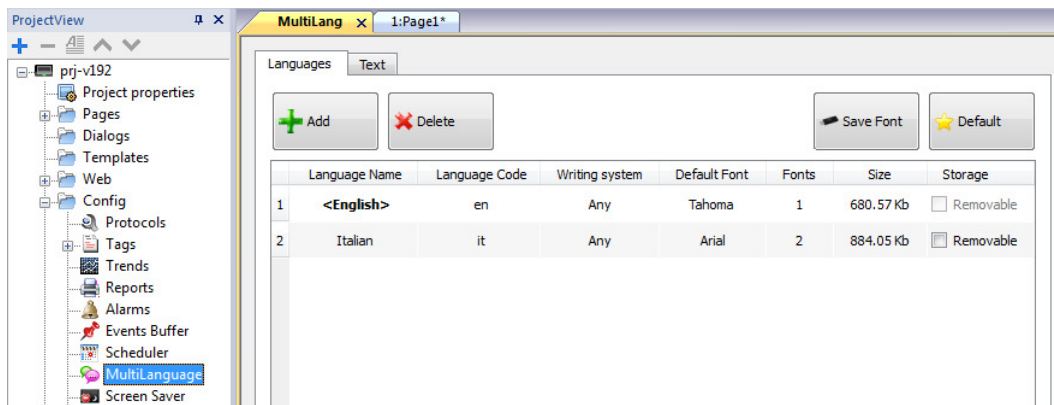 ProjectView
prj-v192
Project properties
Pages
Dialogs
Templates
Web
Config
Protocols
Tags
Trends
Reports
Alarms
Events Buffer
Scheduler
MultiLanguage
Screen Saver
MultiLang x 1:Page1*
Languages Text
Add Delete Save Font Default
Language Name Language Code Writing system Default Font Fonts Size Storage
1 <English> en Any Tahoma 1 680.57 Kb Removable
2 Italian it Any Arial 2 884.05 Kb Removable